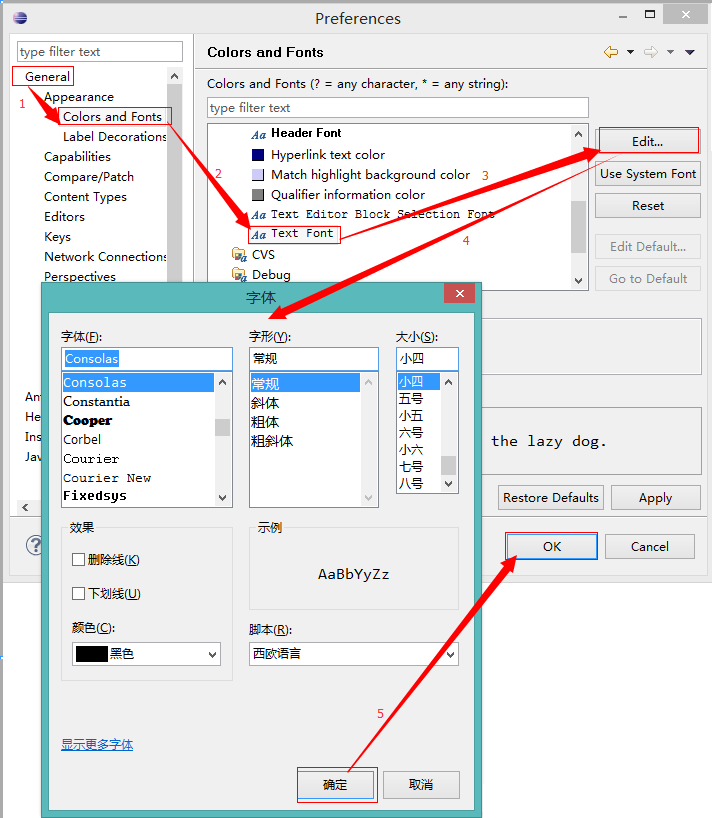 Preferences
type filter text
General
Appearance
Colors and Fonts
Label Decorations
Capabilities
Compare/Patch
Content Types
Editors
Keys
Network Connections
Perspectives
Colors and Fonts
Colors and Fonts (? = any character, * = any string):
type filter text
Aa Header Font
Hyperlink text color
Match highlight background color
Qualifier information color
Aa Text Editor Block Selection Font
Aa Text Font
CVS
Debug
Edit...
Use System Font
Reset
Edit Default...
Go to Default
1
2
3
4
字体
字体(F):
Consolas
Consolas
Constantia
Cooper
Corbel
Courier
Courier New
Fixedsys
字形(Y):
常规
常规
斜体
粗体
粗斜体
大小(S):
小四
小四
五号
小五
六号
小六
七号
八号
An
He
Ins
Jav
the lazy dog.
Restore Defaults
Apply
OK
Cancel
效果
删除线(K)
下划线(U)
颜色(C):
黑色
示例
AaBbYyZz
脚本(R):
西欧语言
5
显示更多字体
确定
取消